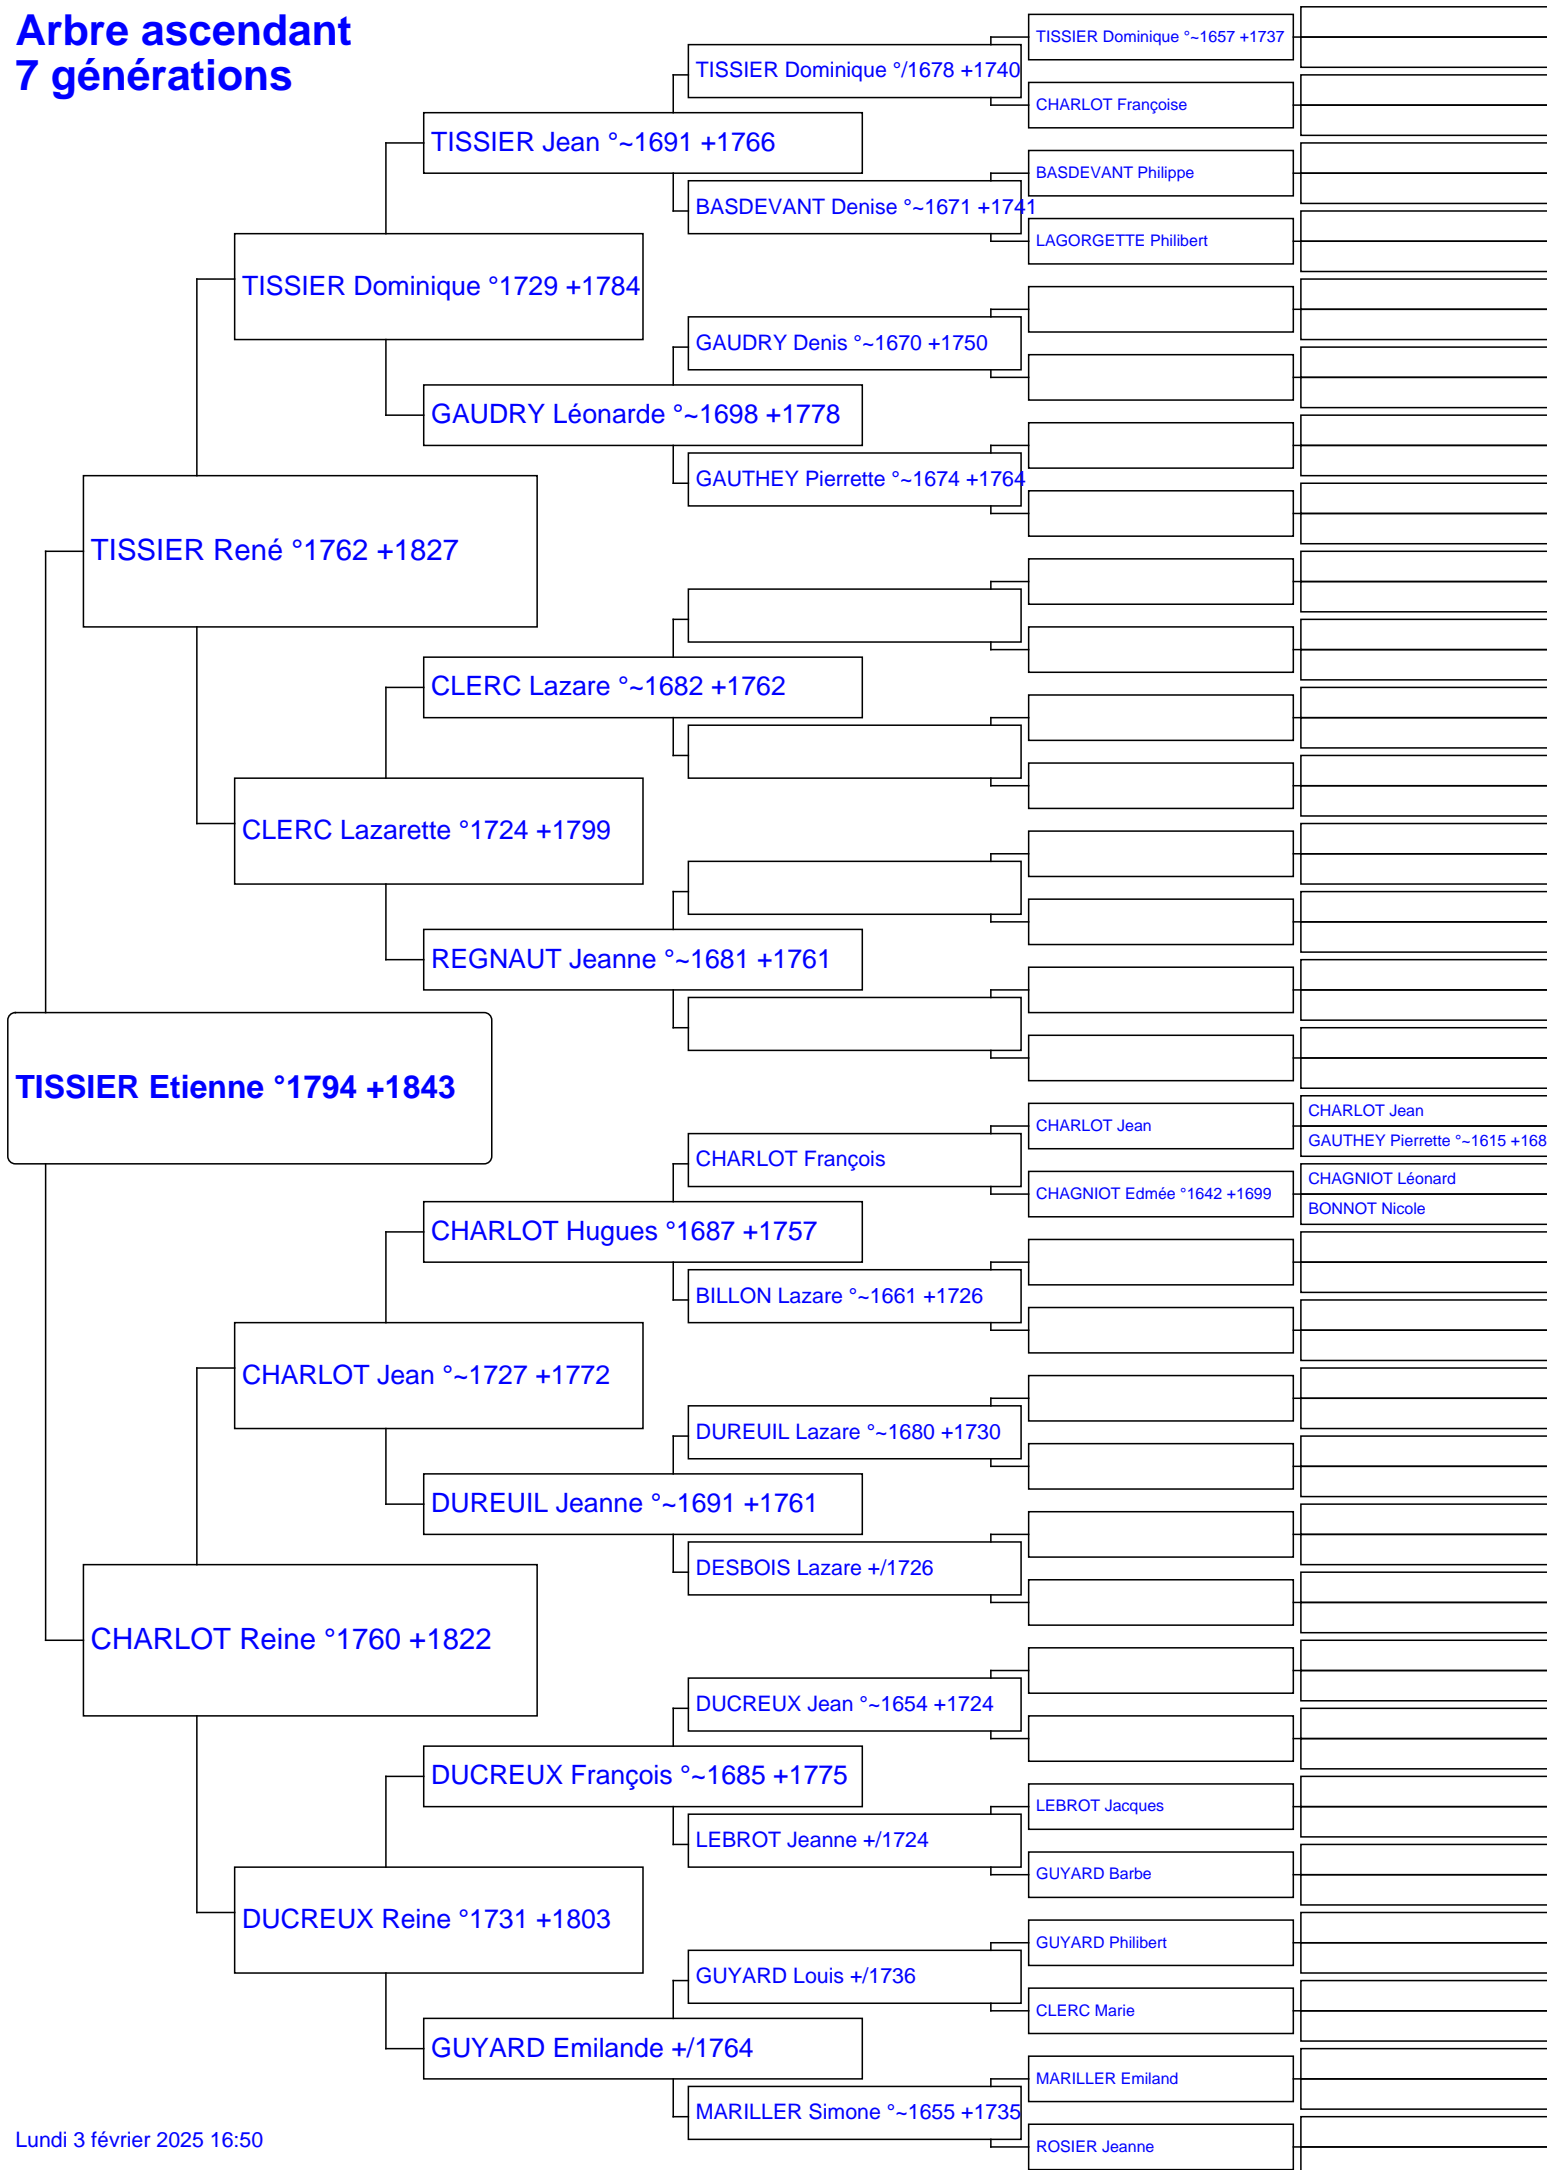 Arbre ascendant
7 générations
TISSIER Dominique °~1657 +1737
TISSIER Dominique °/1678 +1740
CHARLOT Françoise
TISSIER Jean °~1691 +1766
BASDEVANT Philippe
BASDEVANT Denise °~1671 +1741
LAGORGETTE Philibert
TISSIER Dominique °1729 +1784
GAUDRY Denis °~1670 +1750
GAUDRY Léonarde °~1698 +1778
GAUTHEY Pierrette °~1674 +1764
TISSIER René °1762 +1827
CLERC Lazare °~1682 +1762
CLERC Lazarette °1724 +1799
REGNAUT Jeanne °~1681 +1761
TISSIER Etienne °1794 +1843
CHARLOT Jean
CHARLOT Jean
GAUTHEY Pierrette °~1615 +168
CHARLOT François
CHAGNIOT Léonard
CHAGNIOT Edmée °1642 +1699
BONNOT Nicole
CHARLOT Hugues °1687 +1757
BILLON Lazare °~1661 +1726
CHARLOT Jean °~1727 +1772
DUREUIL Lazare °~1680 +1730
DUREUIL Jeanne °~1691 +1761
DESBOIS Lazare +/1726
CHARLOT Reine °1760 +1822
DUCREUX Jean °~1654 +1724
DUCREUX François °~1685 +1775
LEBROT Jacques
LEBROT Jeanne +/1724
GUYARD Barbe
DUCREUX Reine °1731 +1803
GUYARD Philibert
GUYARD Louis +/1736
CLERC Marie
GUYARD Emilande +/1764
MARILLER Emiland
MARILLER Simone °~1655 +1735
ROSIER Jeanne
Lundi 3 février 2025 16:50